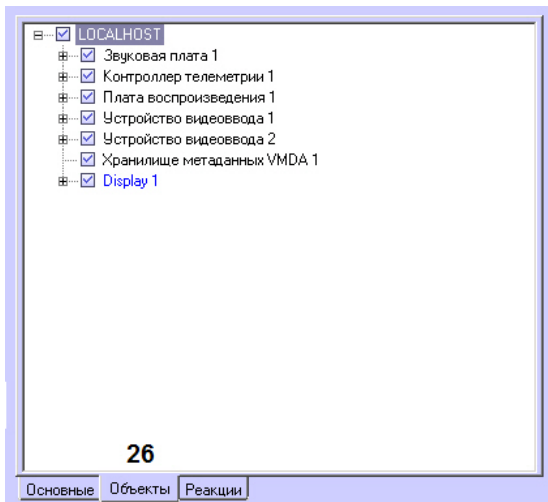 LOCALHOST
Звуковая плата 1
Контроллер телеметрии 1
Плата воспроизведения 1
Устройство видеоввода 1
Устройство видеоввода 2
Хранилище метаданных VMDA 1
Display 1
26
Основные Объекты Реакции